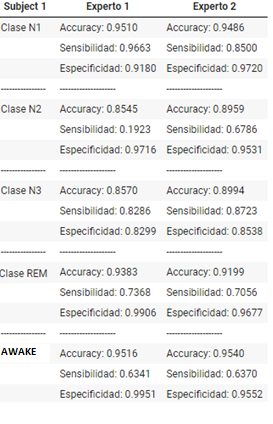 Subject 1 Experto 1 Experto 2
Clase N1 Accuracy: 0.9510 Accuracy: 0.9486
Sensibilidad: 0.9663 Sensibilidad: 0.8500
Especificidad: 0.9180 Especificidad: 0.9720
----------------- --------------------- ---------------------
Clase N2 Accuracy: 0.8545 Accuracy: 0.8959
Sensibilidad: 0.1923 Sensibilidad: 0.6786
Especificidad: 0.9716 Especificidad: 0.9531
----------------- --------------------- ---------------------
Clase N3 Accuracy: 0.8570 Accuracy: 0.8994
Sensibilidad: 0.8286 Sensibilidad: 0.8723
Especificidad: 0.8299 Especificidad: 0.8538
----------------- --------------------- ---------------------
Clase REM Accuracy: 0.9383 Accuracy: 0.9199
Sensibilidad: 0.7368 Sensibilidad: 0.7056
Especificidad: 0.9906 Especificidad: 0.9677
----------------- --------------------- ---------------------
AWAKE Accuracy: 0.9516 Accuracy: 0.9540
Sensibilidad: 0.6341 Sensibilidad: 0.6370
Especificidad: 0.9951 Especificidad: 0.9552